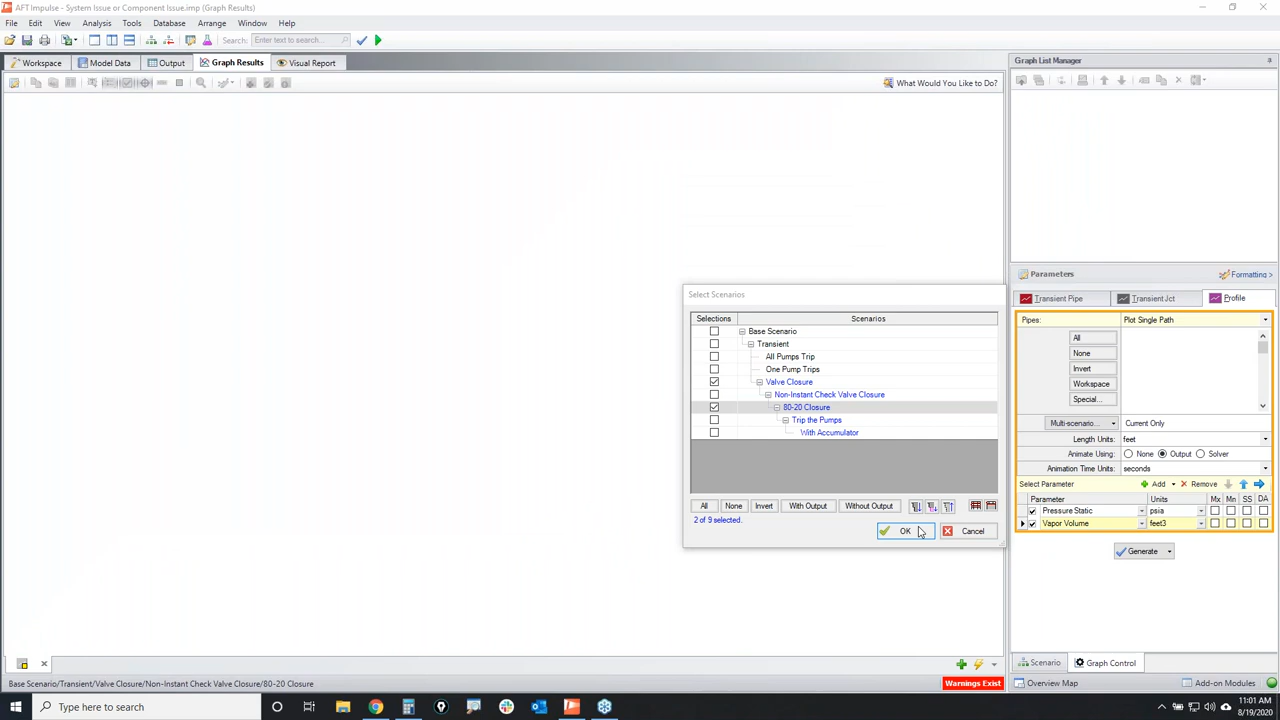 AFT Impulse - System Issue or Component Issue.imp (Graph Results)
File Edit View Analysis Tools Database Arrange Window Help
Search: Enter text to search...
Workspace Model Data Output Graph Results Visual Report
What Would You Like to Do?
Graph List Manager
Parameters Formatting >
Transient Pipe Transient Jct Profile
Pipes: Plot Single Path
All
None
Invert
Workspace
Special...
Multi-scenario... Current Only
Length Units: feet
Animate Using: None Output Solver
Animation Time Units: seconds
Select Parameter Add Remove
Parameter Units Mx Mn SS DA
Pressure Static psia
Vapor Volume feet3
Generate
Select Scenarios
Selections Scenarios
Base Scenario
Transient
All Pumps Trip
One Pump Trips
Valve Closure
Non-Instant Check Valve Closure
80-20 Closure
Trip the Pumps
With Accumulator
All None Invert With Output Without Output
2 of 9 selected.
OK Cancel
Scenario Graph Control
Base Scenario/Transient/Valve Closure/Non-Instant Check Valve Closure/80-20 Closure
Warnings Exist
Overview Map Add-on Modules
Type here to search
11:01 AM
8/19/2020